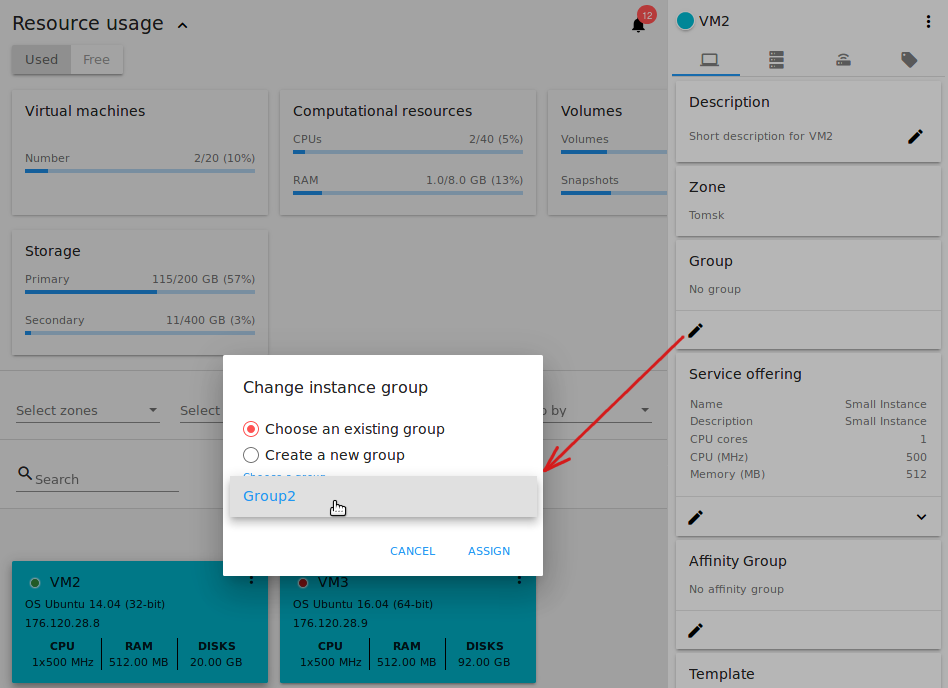 Resource usage
12
Used Free
Virtual machines
Number 2/20 (10%)
Computational resources
CPUs 2/40 (5%)
RAM 1.0/8.0 GB (13%)
Volumes
Volumes
Snapshots
Storage
Primary 115/200 GB (57%)
Secondary 11/400 GB (3%)
Select zones
Select
by
Search
Change instance group
Choose an existing group
Create a new group
Choose a group
Group2
CANCEL ASSIGN
VM2
OS Ubuntu 14.04 (32-bit)
176.120.28.8
CPU RAM DISKS
1x500 MHz 512.00 MB 20.00 GB
VM3
OS Ubuntu 16.04 (64-bit)
176.120.28.9
CPU RAM DISKS
1x500 MHz 512.00 MB 92.00 GB
VM2
Description
Short description for VM2
Zone
Tomsk
Group
No group
Service offering
Name Small Instance
Description Small Instance
CPU cores 1
CPU (MHz) 500
Memory (MB) 512
Affinity Group
No affinity group
Template